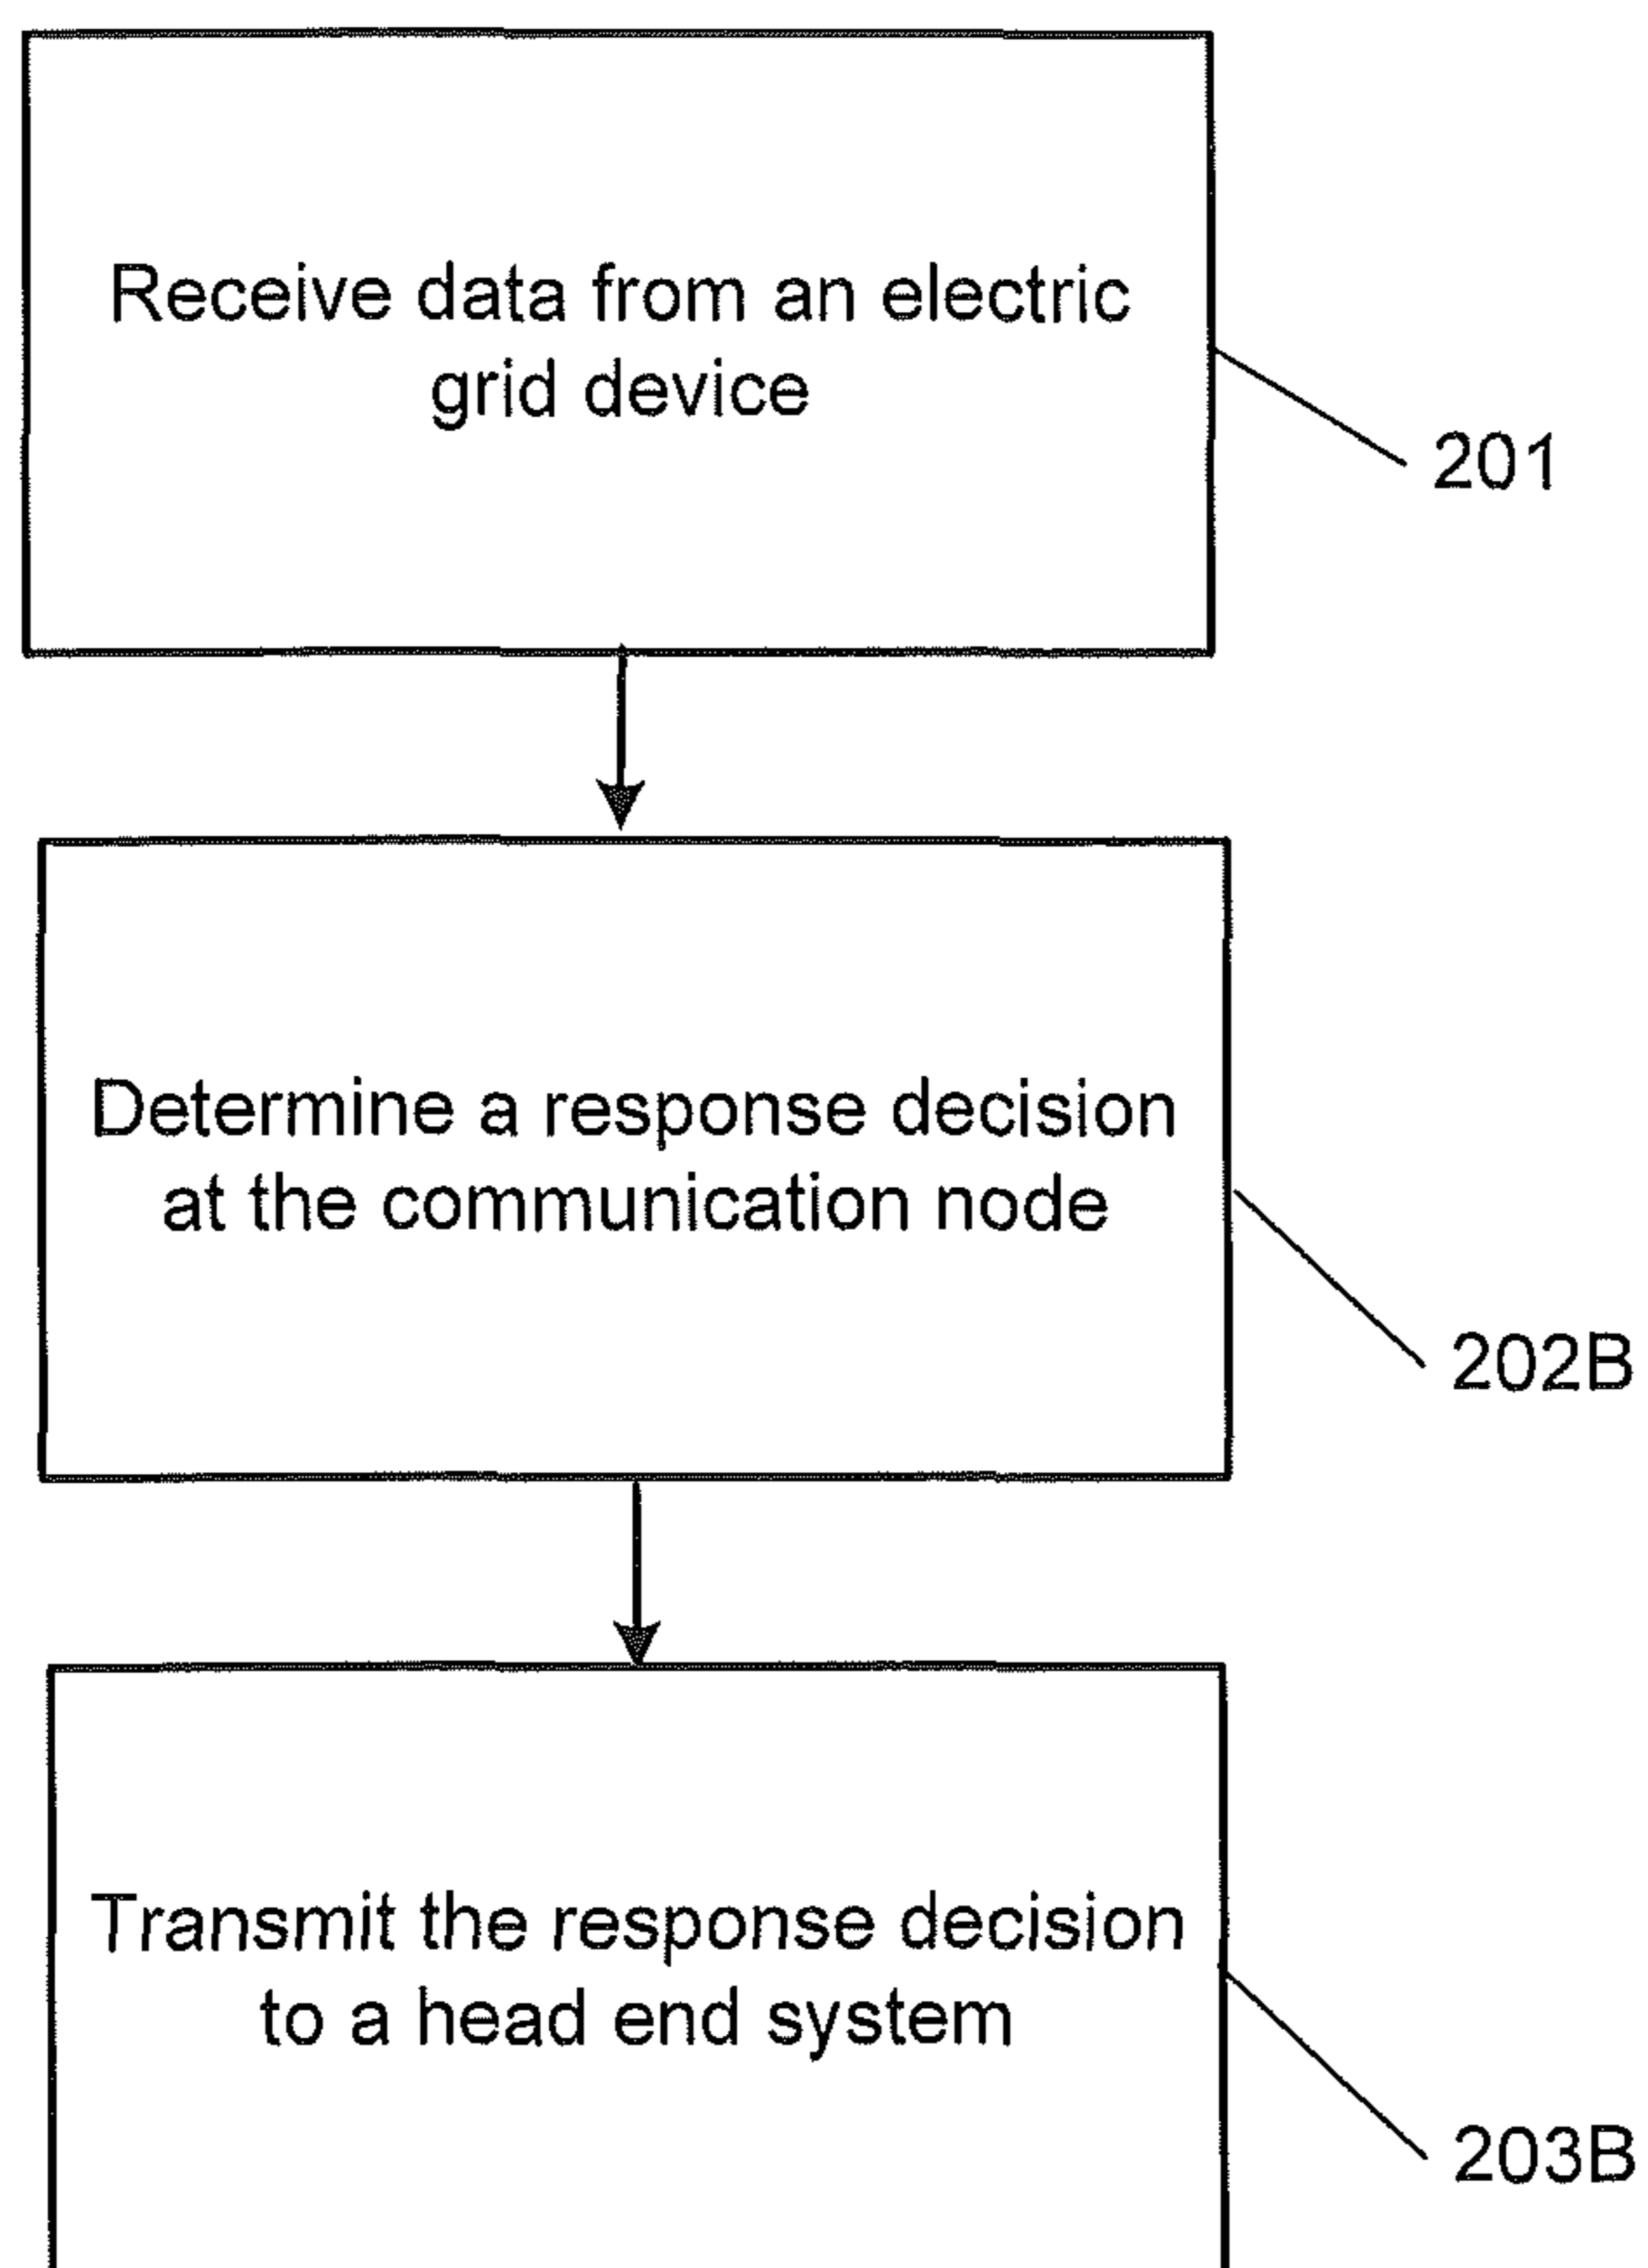 Receive data from an electric
grid device
201
Determine a response decision
at the communication node
202B
Transmit the response decision
to a head end system
203B